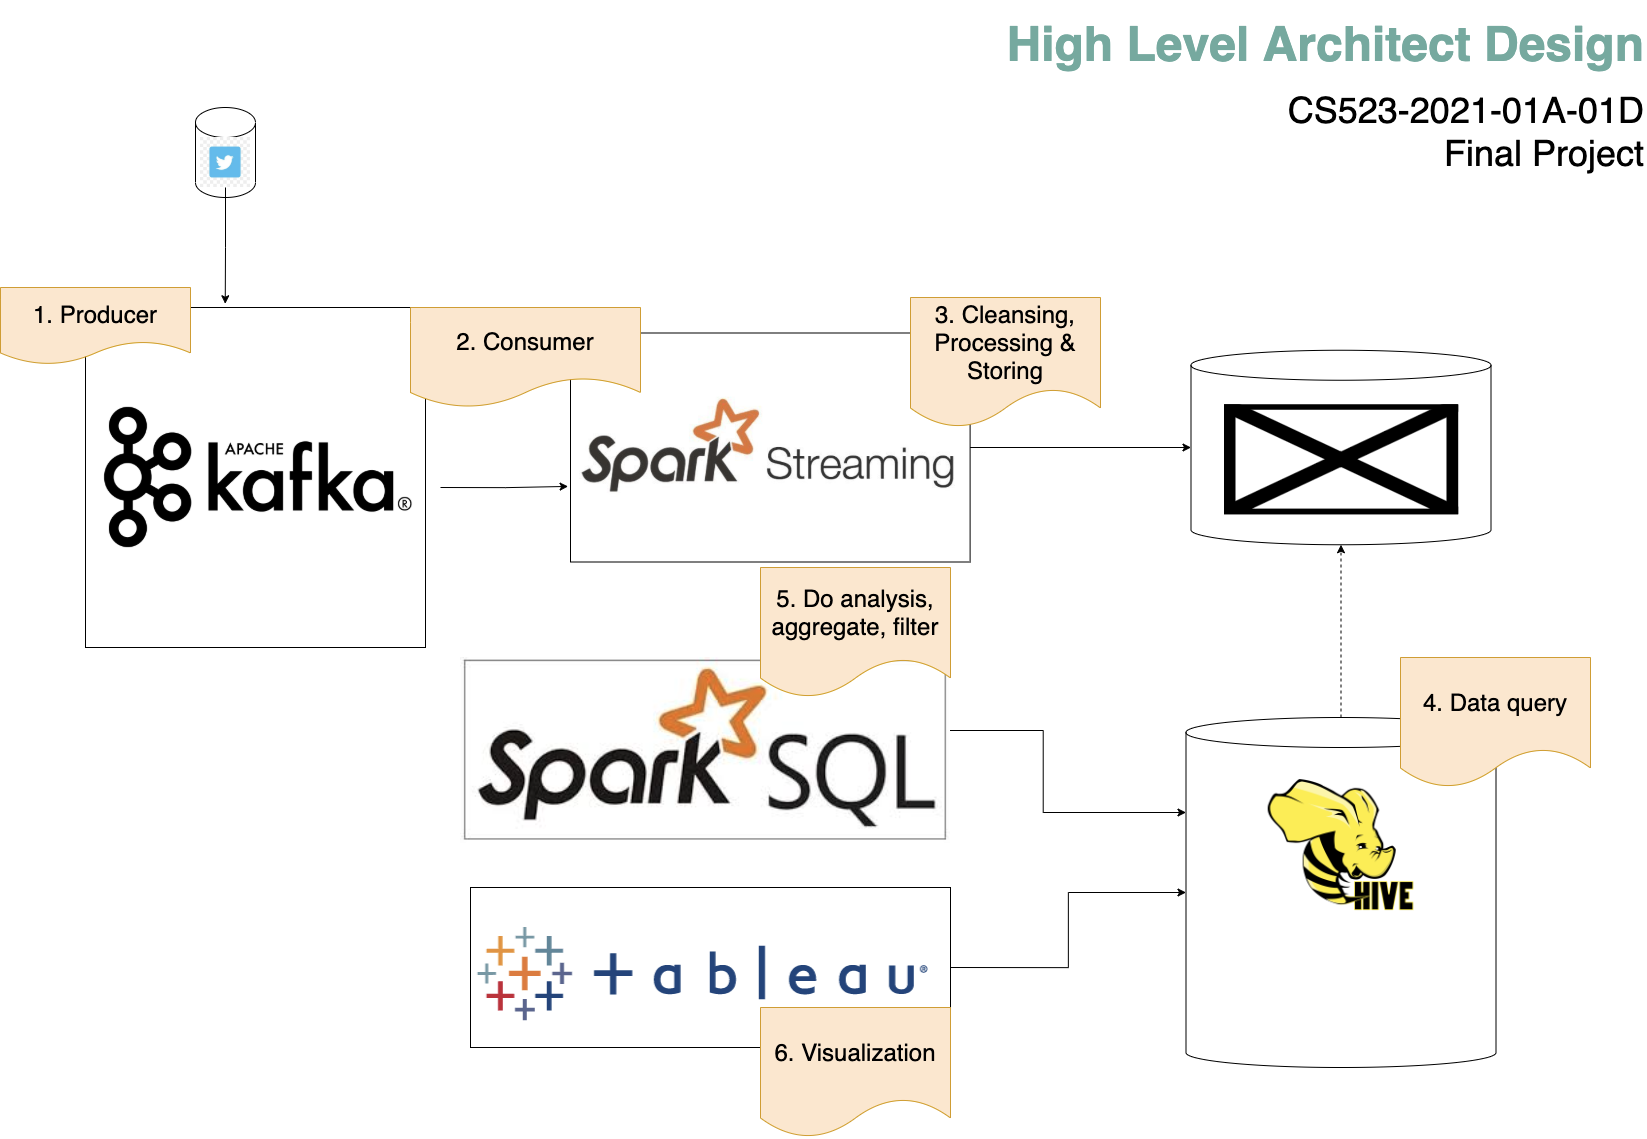 High Level Architect Design
CS523-2021-01A-01D
Final Project
1. Producer
2. Consumer
3. Cleansing,
Processing &
Storing
APACHE
kafka®
Spark Streaming
5. Do analysis,
aggregate, filter
4. Data query
Spark SQL
HIVE
+ableau®
6. Visualization